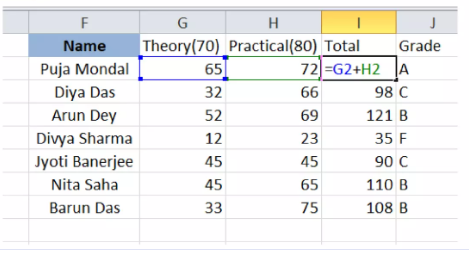 F G H I J
Name Theory(70) Practical(80) Total Grade
Puja Mondal 65 72 =G2+H2 A
Diya Das 32 66 98 C
Arun Dey 52 69 121 B
Divya Sharma 12 23 35 F
Jyoti Banerjee 45 45 90 C
Nita Saha 45 65 110 B
Barun Das 33 75 108 B